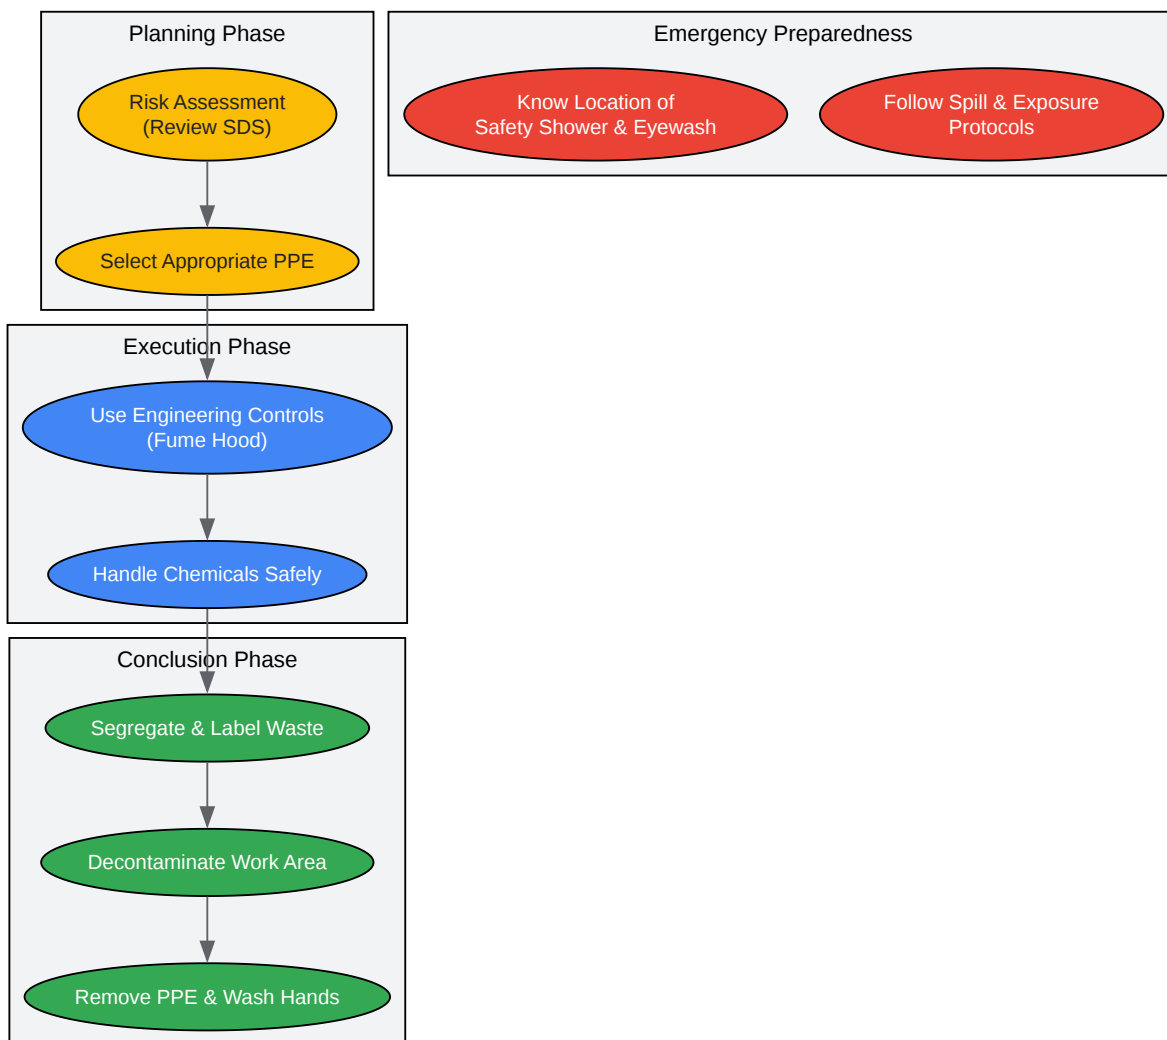 Planning Phase
Risk Assessment
(Review SDS)
Select Appropriate PPE
Emergency Preparedness
Know Location of
Safety Shower & Eyewash
Follow Spill & Exposure
Protocols
Execution Phase
Use Engineering Controls
(Fume Hood)
Handle Chemicals Safely
Conclusion Phase
Segregate & Label Waste
Decontaminate Work Area
Remove PPE & Wash Hands